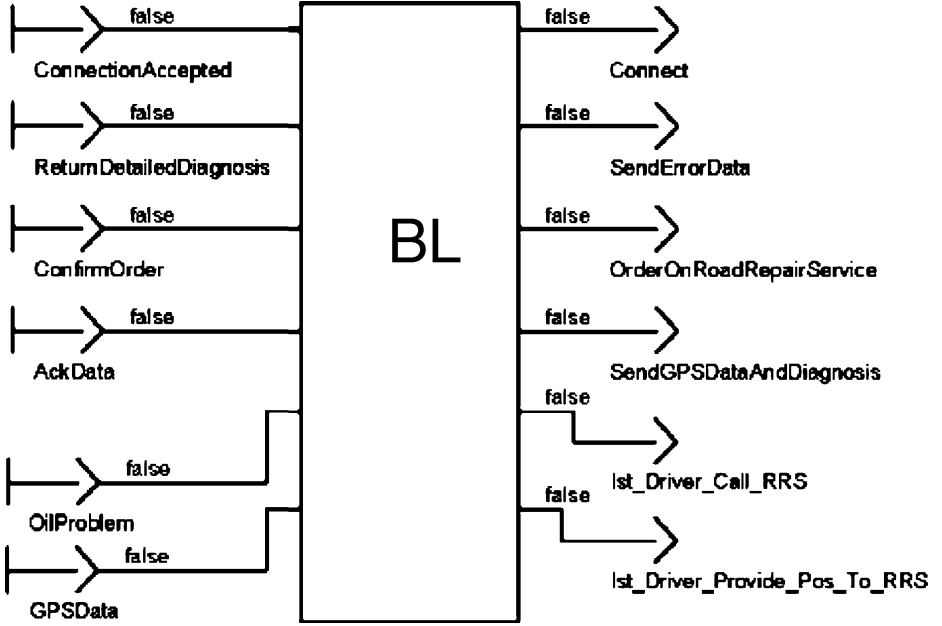 false
ConnectionAccepted
false
ReturnDetailedDiagnosis
false
ConfirmOrder
false
AckData
false
OilProblem
false
GPSData
BL
false
Connect
false
SendErrorData
false
OrderOnRoadRepairService
false
SendGPSDataAndDiagnosis
false
Ist_Driver_Call_RRS
false
Ist_Driver_Provide_Pos_To_RRS